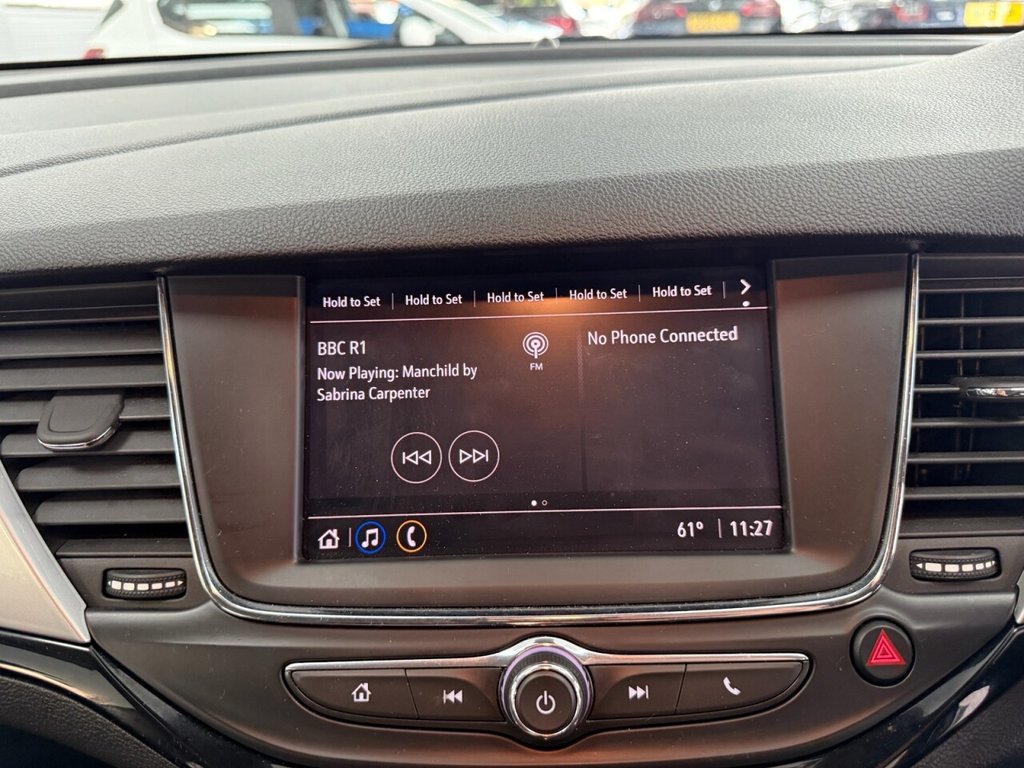 Hold to Set Hold to Set Hold to Set Hold to Set Hold to Set
BBC R1
Now Playing: Manchild by
Sabrina Carpenter
FM
No Phone Connected
61° 11:27